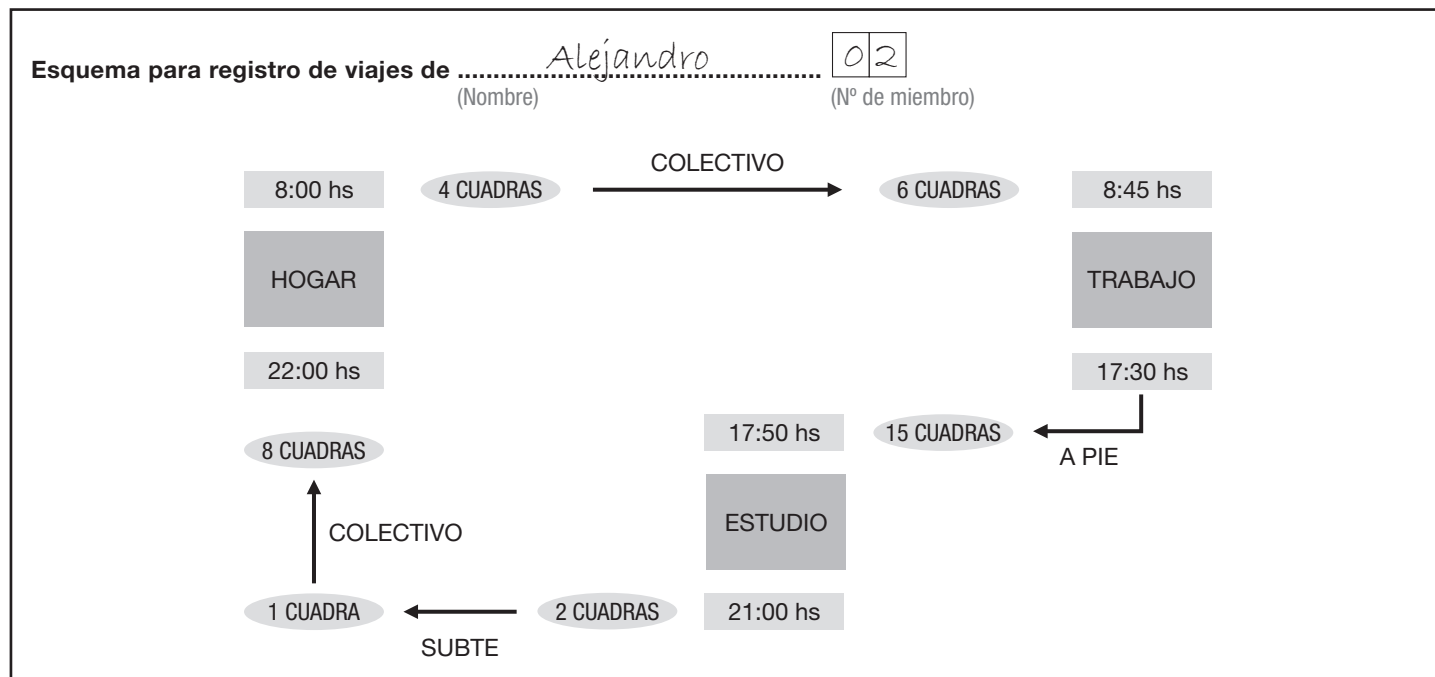 Esquema para registro de viajes de ........Alejandro........ 02
(Nombre) (Nº de miembro)
COLECTIVO
8:00 hs 4 CUADRAS 6 CUADRAS 8:45 hs
HOGAR TRABAJO
22:00 hs 17:30 hs
17:50 hs 15 CUADRAS
8 CUADRAS A PIE
ESTUDIO
COLECTIVO
1 CUADRA 2 CUADRAS 21:00 hs
SUBTE